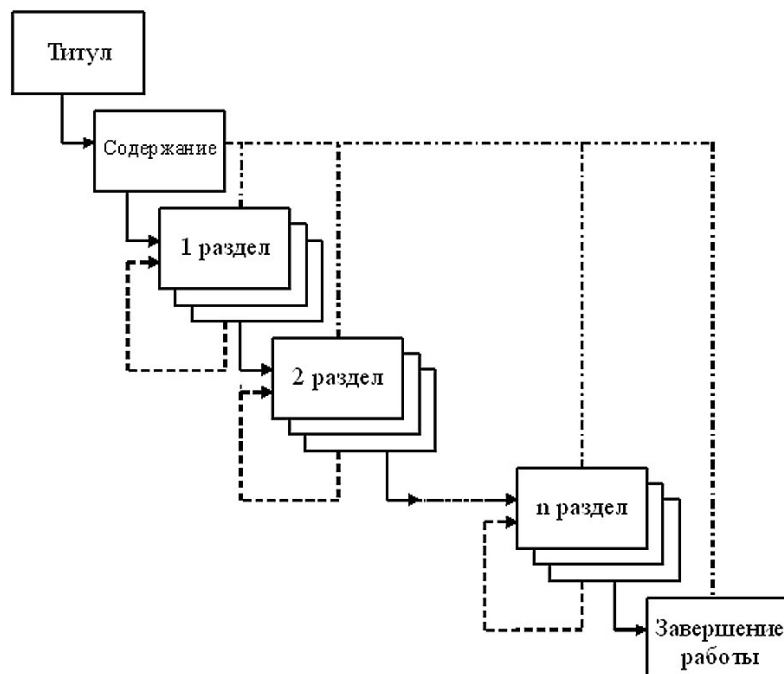 Титул
Содержание
1 раздел
2 раздел
n раздел
Завершение
работы